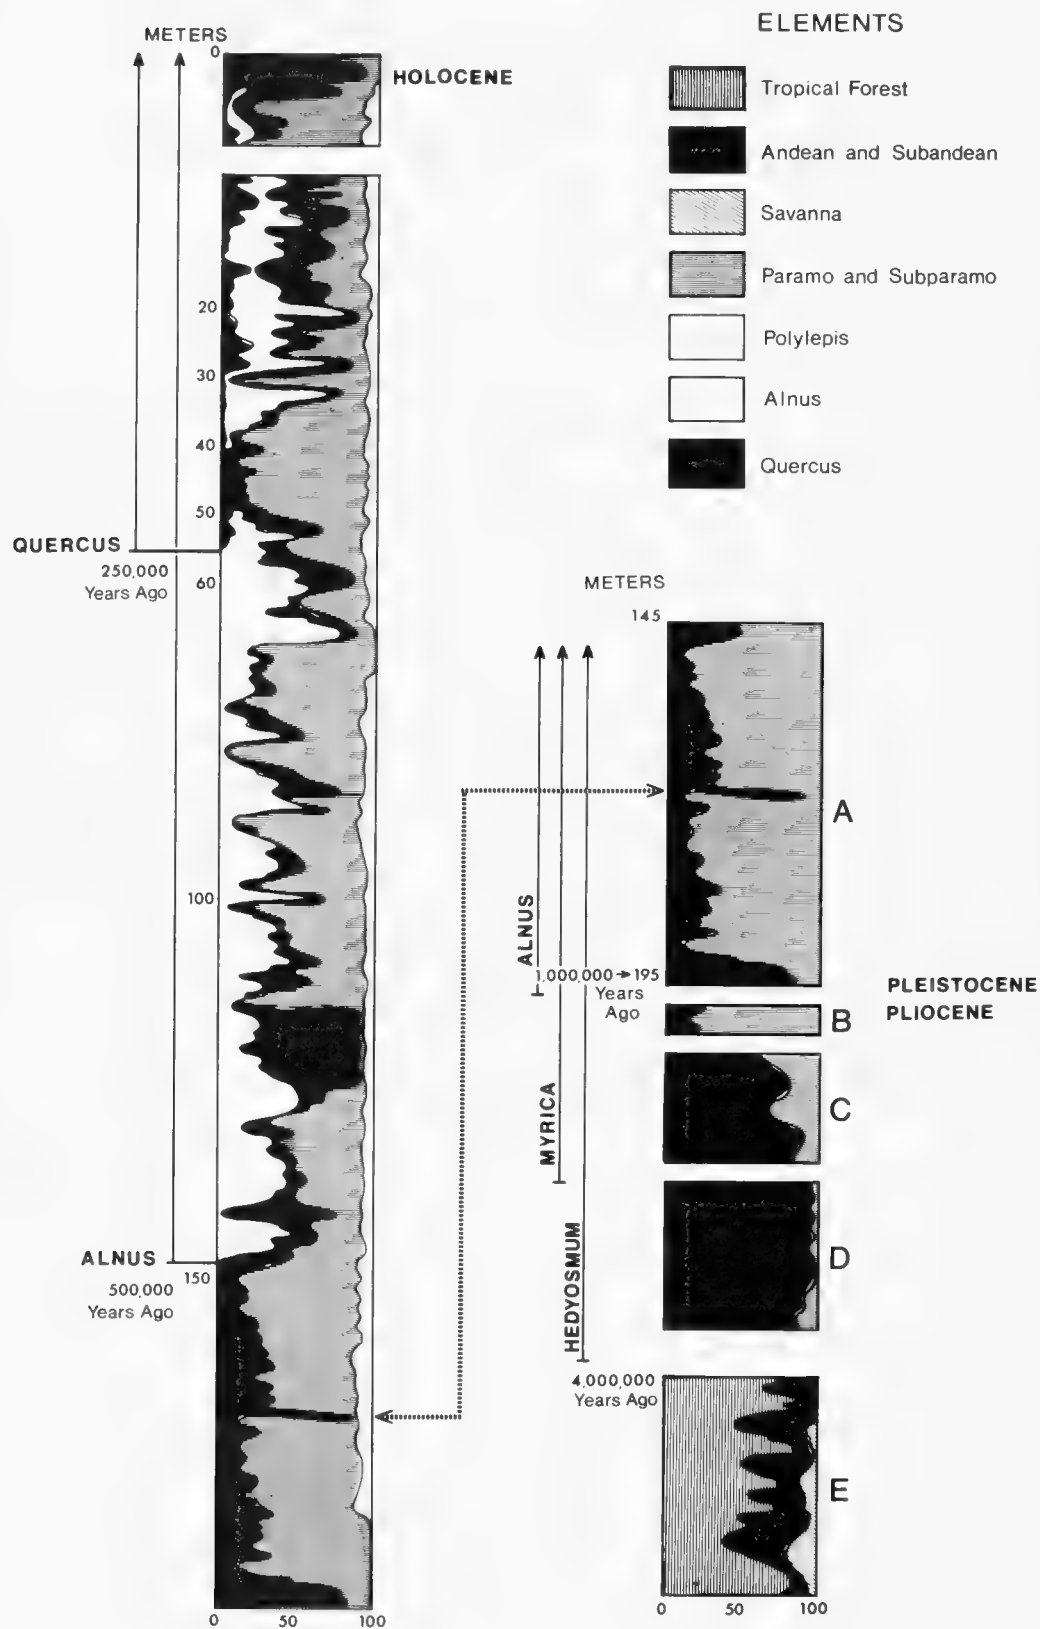 METERS
0
HOLOCENE
20
30
40
50
QUERCUS
250,000
Years Ago
60
100
ALNUS
150
500,000
Years Ago
0 50 100
ELEMENTS
Tropical Forest
Andean and Subandean
Savanna
Paramo and Subparamo
Polylepis
Alnus
Quercus
METERS
145
A
ALNUS
1,000,000 → 195
Years
Ago
PLEISTOCENE
PLIOCENE
B
C
MYRICA
D
HEDYOSMUM
4,000,000
Years Ago
E
0 50 100